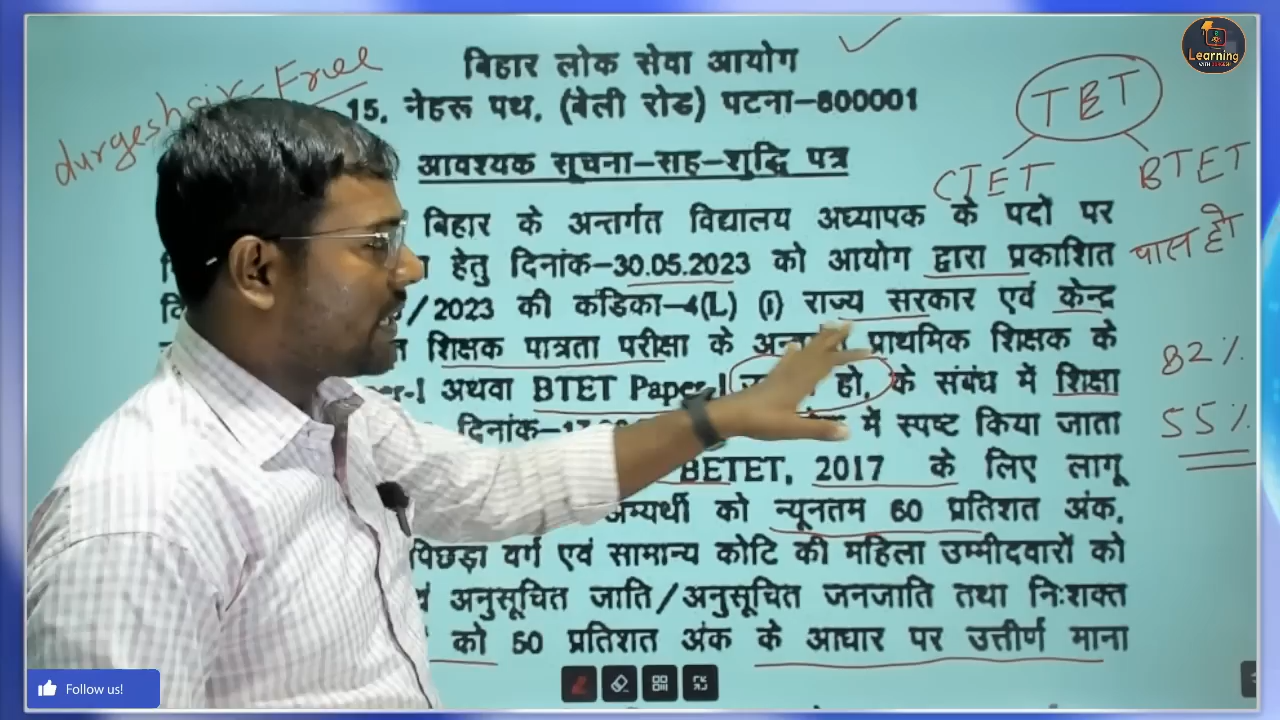 बिहार लोक सेवा आयोग
15, नेहरू पथ, (बेली रोड) पटना-800001
आवश्यक सूचना-सह-शुद्धि पत्र
बिहार के अन्तर्गत विद्यालय अध्यापक के पदों पर
हेतु दिनांक-30.05.2023 को आयोग द्वारा प्रकाशित
/2023 की कंडिका-4(L) (i) राज्य सरकार एवं केन्द्र
शिक्षक पात्रता परीक्षा के प्राथमिक शिक्षक के
अथवा BTET हो, के संबंध में शिक्षा
में स्पष्ट किया जाता
BETET, 2017 के लिए लागू
अभ्यर्थी को न्यूनतम 60 प्रतिशत अंक,
पिछड़ा वर्ग एवं सामान्य कोटि की महिला उम्मीदवारों को
अनुसूचित जाति/अनुसूचित जनजाति तथा निःशक्त
को 50 प्रतिशत अंक के आधार पर उत्तीर्ण माना
Free
TET
CTET
BTET
पास हो
82%
55%
Learning
Follow us!